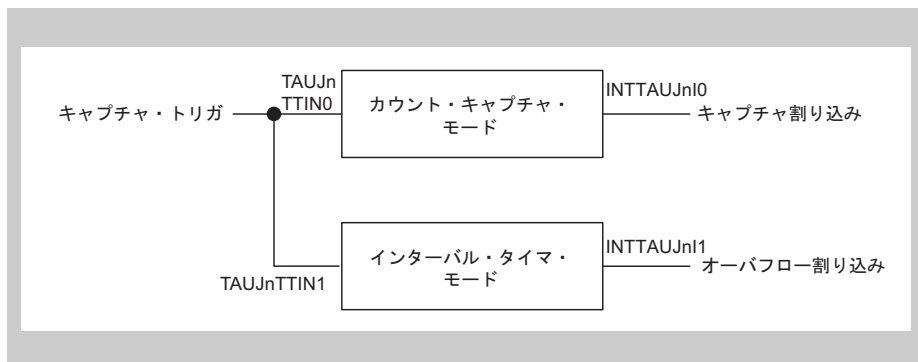 TAUJn
TTIN0
キャプチャ・トリガ
カウント・キャプチャ・
モード
INTTAUJnI0
キャプチャ割り込み
TAUJnTTIN1
インターバル・タイマ・
モード
INTTAUJnI1
オーバフロー割り込み